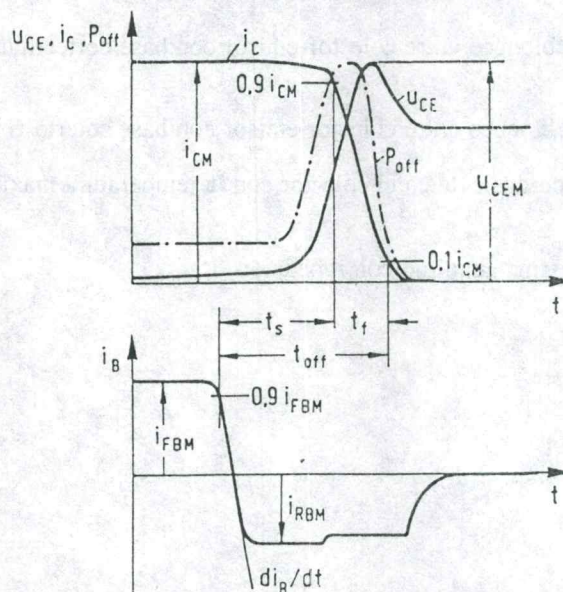 u_CE, i_C, P_off
i_C
0,9 i_CM
u_CE
i_CM
P_off
u_CEM
0,1 i_CM
t
t_s
t_f
t_off
i_B
0,9 i_FBM
i_FBM
t
i_RBM
di_R/dt